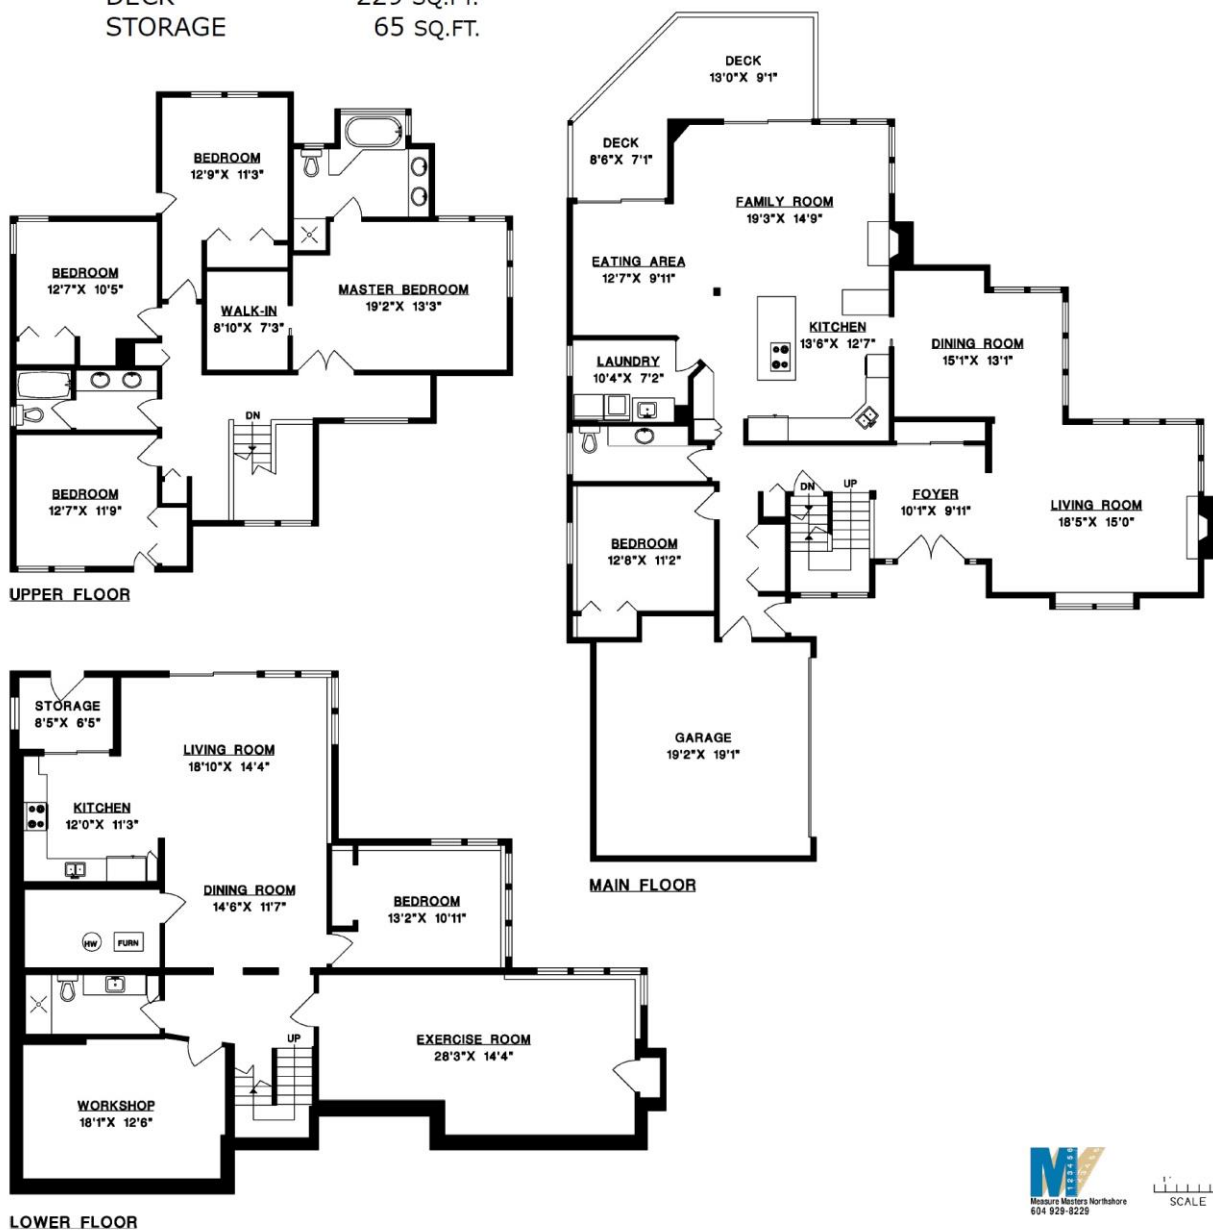 DECK 229 SQ.FT.
STORAGE 65 SQ.FT.
BEDROOM
12'9"X 11'3"
BEDROOM
12'7"X 10'5"
WALK-IN
8'10"X 7'3"
MASTER BEDROOM
19'2"X 13'3"
DN
BEDROOM
12'7"X 11'9"
UPPER FLOOR
DECK
13'0"X 9'1"
DECK
8'6"X 7'1"
FAMILY ROOM
19'3"X 14'9"
EATING AREA
12'7"X 9'11"
KITCHEN
13'6"X 12'7"
DINING ROOM
15'1"X 13'1"
LAUNDRY
10'4"X 7'2"
DN
UP
FOYER
10'1"X 9'11"
LIVING ROOM
18'5"X 15'0"
BEDROOM
12'8"X 11'2"
GARAGE
19'2"X 19'1"
MAIN FLOOR
STORAGE
8'5"X 6'5"
LIVING ROOM
18'10"X 14'4"
KITCHEN
12'0"X 11'3"
DINING ROOM
14'6"X 11'7"
BEDROOM
13'2"X 10'11"
HW
FURN
UP
EXERCISE ROOM
28'3"X 14'4"
WORKSHOP
18'1"X 12'6"
LOWER FLOOR
M
123456
Measure Masters Northshore
604 929-8229
SCALE